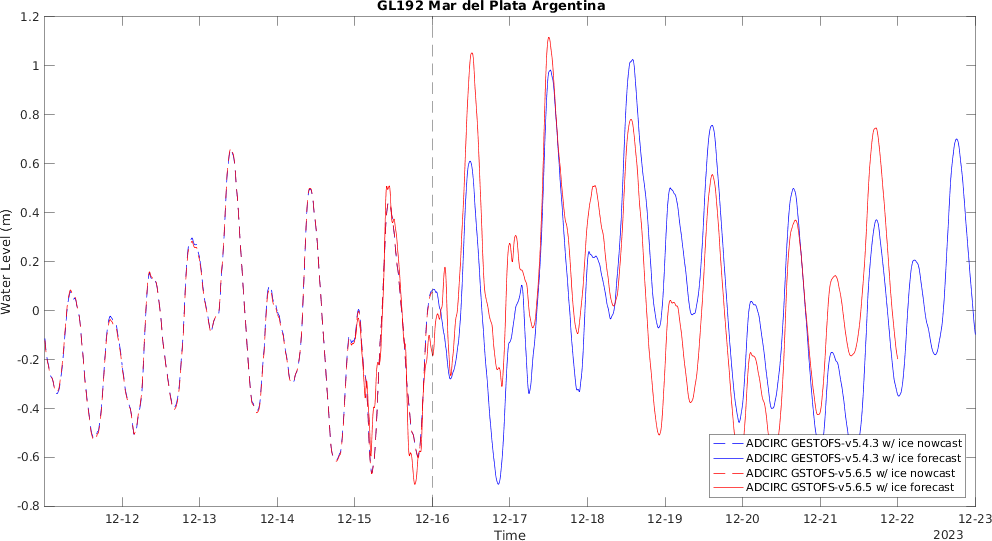 GL192 Mar del Plata Argentina
1.2
1
0.8
0.6
0.4
0.2
0
-0.2
-0.4
-0.6
-0.8
Water Level (m)
ADCIRC GESTOFS-v5.4.3 w/ ice nowcast
ADCIRC GESTOFS-v5.4.3 w/ ice forecast
ADCIRC GSTOFS-v5.6.5 w/ ice nowcast
ADCIRC GSTOFS-v5.6.5 w/ ice forecast
12-12 12-13 12-14 12-15 12-16 12-17 12-18 12-19 12-20 12-21 12-22 12-23
Time
2023